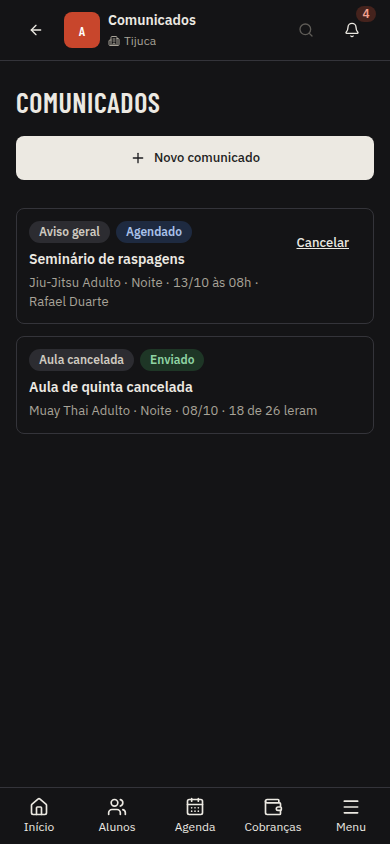 A
Comunicados
Tijuca
4
COMUNICADOS
Novo comunicado
Aviso geral
Agendado
Seminário de raspagens
Jiu-Jitsu Adulto · Noite · 13/10 às 08h ·
Rafael Duarte
Cancelar
Aula cancelada
Enviado
Aula de quinta cancelada
Muay Thai Adulto · Noite · 08/10 · 18 de 26 leram
Início
Alunos
Agenda
Cobranças
Menu